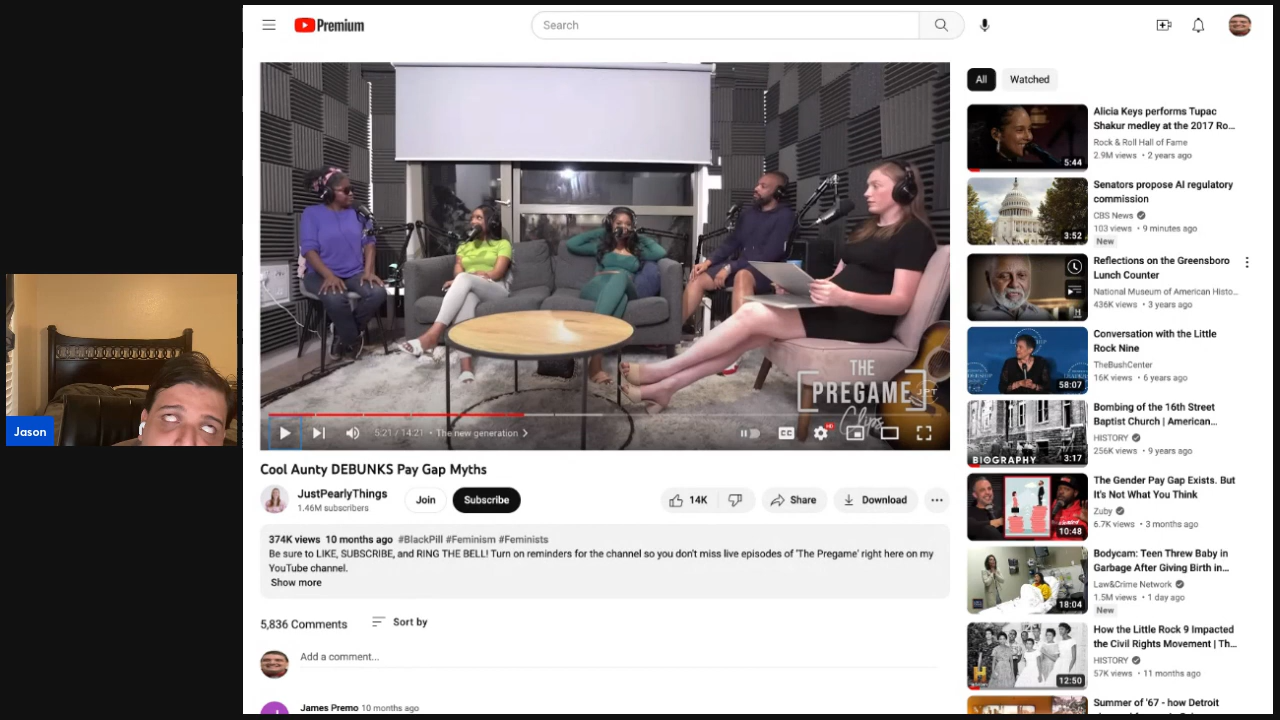 Premium
Search
All
Watched
THE
PREGAME
Clips
5:21 / 14:21 • The new generation
CC
HD
Cool Aunty DEBUNKS Pay Gap Myths
JustPearlyThings
1.46M subscribers
Join
Subscribe
14K
Share
Download
374K views 10 months ago #BlackPill #Feminism #Feminists
Be sure to LIKE, SUBSCRIBE, and RING THE BELL! Turn on reminders for the channel so you don't miss live episodes of 'The Pregame' right here on my
YouTube channel.
Show more
5,836 Comments
Sort by
Add a comment...
James Premo 10 months ago
Jason
5:44
Alicia Keys performs Tupac
Shakur medley at the 2017 Ro...
Rock & Roll Hall of Fame
2.9M views • 2 years ago
3:52
Senators propose AI regulatory
commission
CBS News
103 views • 9 minutes ago
New
Reflections on the Greensboro
Lunch Counter
National Museum of American Histo...
436K views • 3 years ago
58:07
Conversation with the Little
Rock Nine
TheBushCenter
16K views • 6 years ago
BIOGRAPHY
3:17
Bombing of the 16th Street
Baptist Church | American...
HISTORY
256K views • 9 years ago
10:48
The Gender Pay Gap Exists. But
It's Not What You Think
Zuby
6.7K views • 3 months ago
18:04
Bodycam: Teen Threw Baby in
Garbage After Giving Birth in...
Law&Crime Network
1.5M views • 1 day ago
New
12:50
How the Little Rock 9 Impacted
the Civil Rights Movement | Th...
HISTORY
57K views • 11 months ago
Summer of '67 - how Detroit